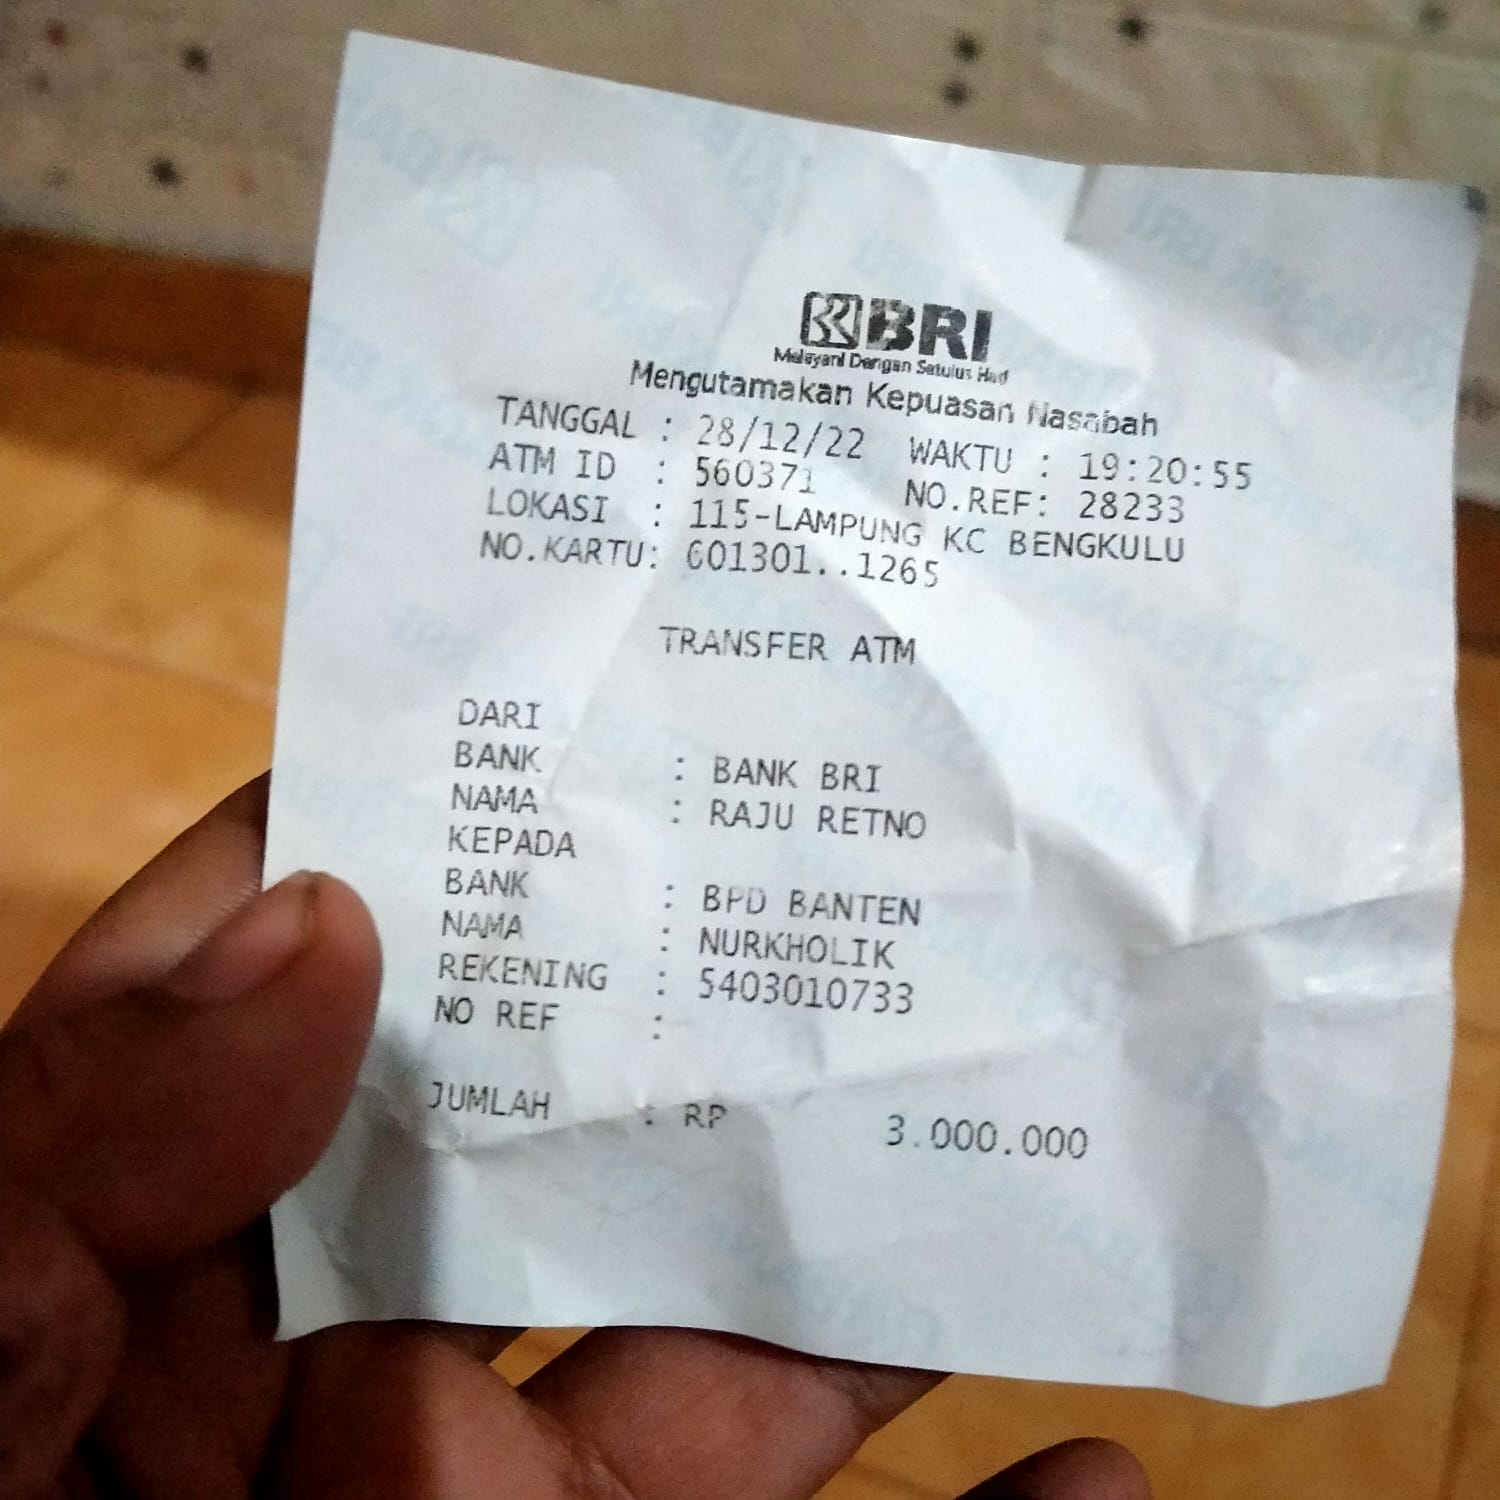 BRI
Melayani Dengan Setulus Hati
Mengutamakan Kepuasan Nasabah
TANGGAL : 28/12/22 WAKTU : 19:20:55
ATM ID : 560371 NO.REF: 28233
LOKASI : 115-LAMPUNG KC BENGKULU
NO.KARTU: 601301..1265
TRANSFER ATM
DARI
BANK : BANK BRI
NAMA : RAJU RETNO
KEPADA
BANK : BPD BANTEN
NAMA : NURKHOLIK
REKENING : 5403010733
NO REF :
JUMLAH : RP 3.000.000